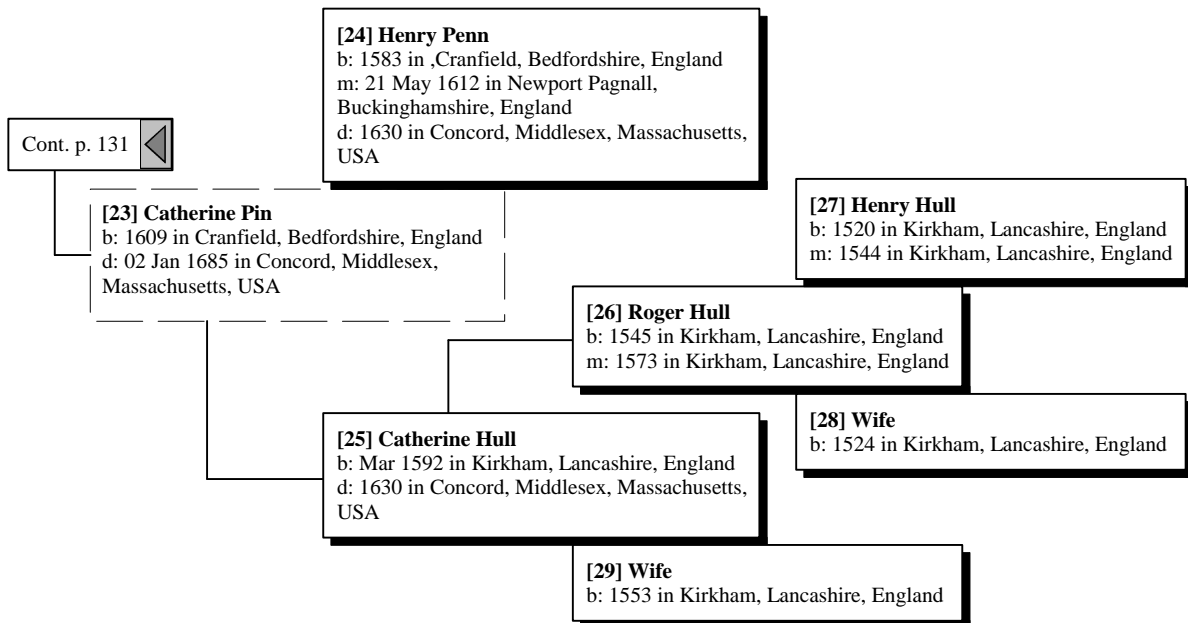 [24] Henry Penn
b: 1583 in ,Cranfield, Bedfordshire, England
m: 21 May 1612 in Newport Pagnall,
Buckinghamshire, England
d: 1630 in Concord, Middlesex, Massachusetts,
USA
Cont. p. 131
[23] Catherine Pin
b: 1609 in Cranfield, Bedfordshire, England
d: 02 Jan 1685 in Concord, Middlesex,
Massachusetts, USA
[27] Henry Hull
b: 1520 in Kirkham, Lancashire, England
m: 1544 in Kirkham, Lancashire, England
[26] Roger Hull
b: 1545 in Kirkham, Lancashire, England
m: 1573 in Kirkham, Lancashire, England
[28] Wife
b: 1524 in Kirkham, Lancashire, England
[25] Catherine Hull
b: Mar 1592 in Kirkham, Lancashire, England
d: 1630 in Concord, Middlesex, Massachusetts,
USA
[29] Wife
b: 1553 in Kirkham, Lancashire, England